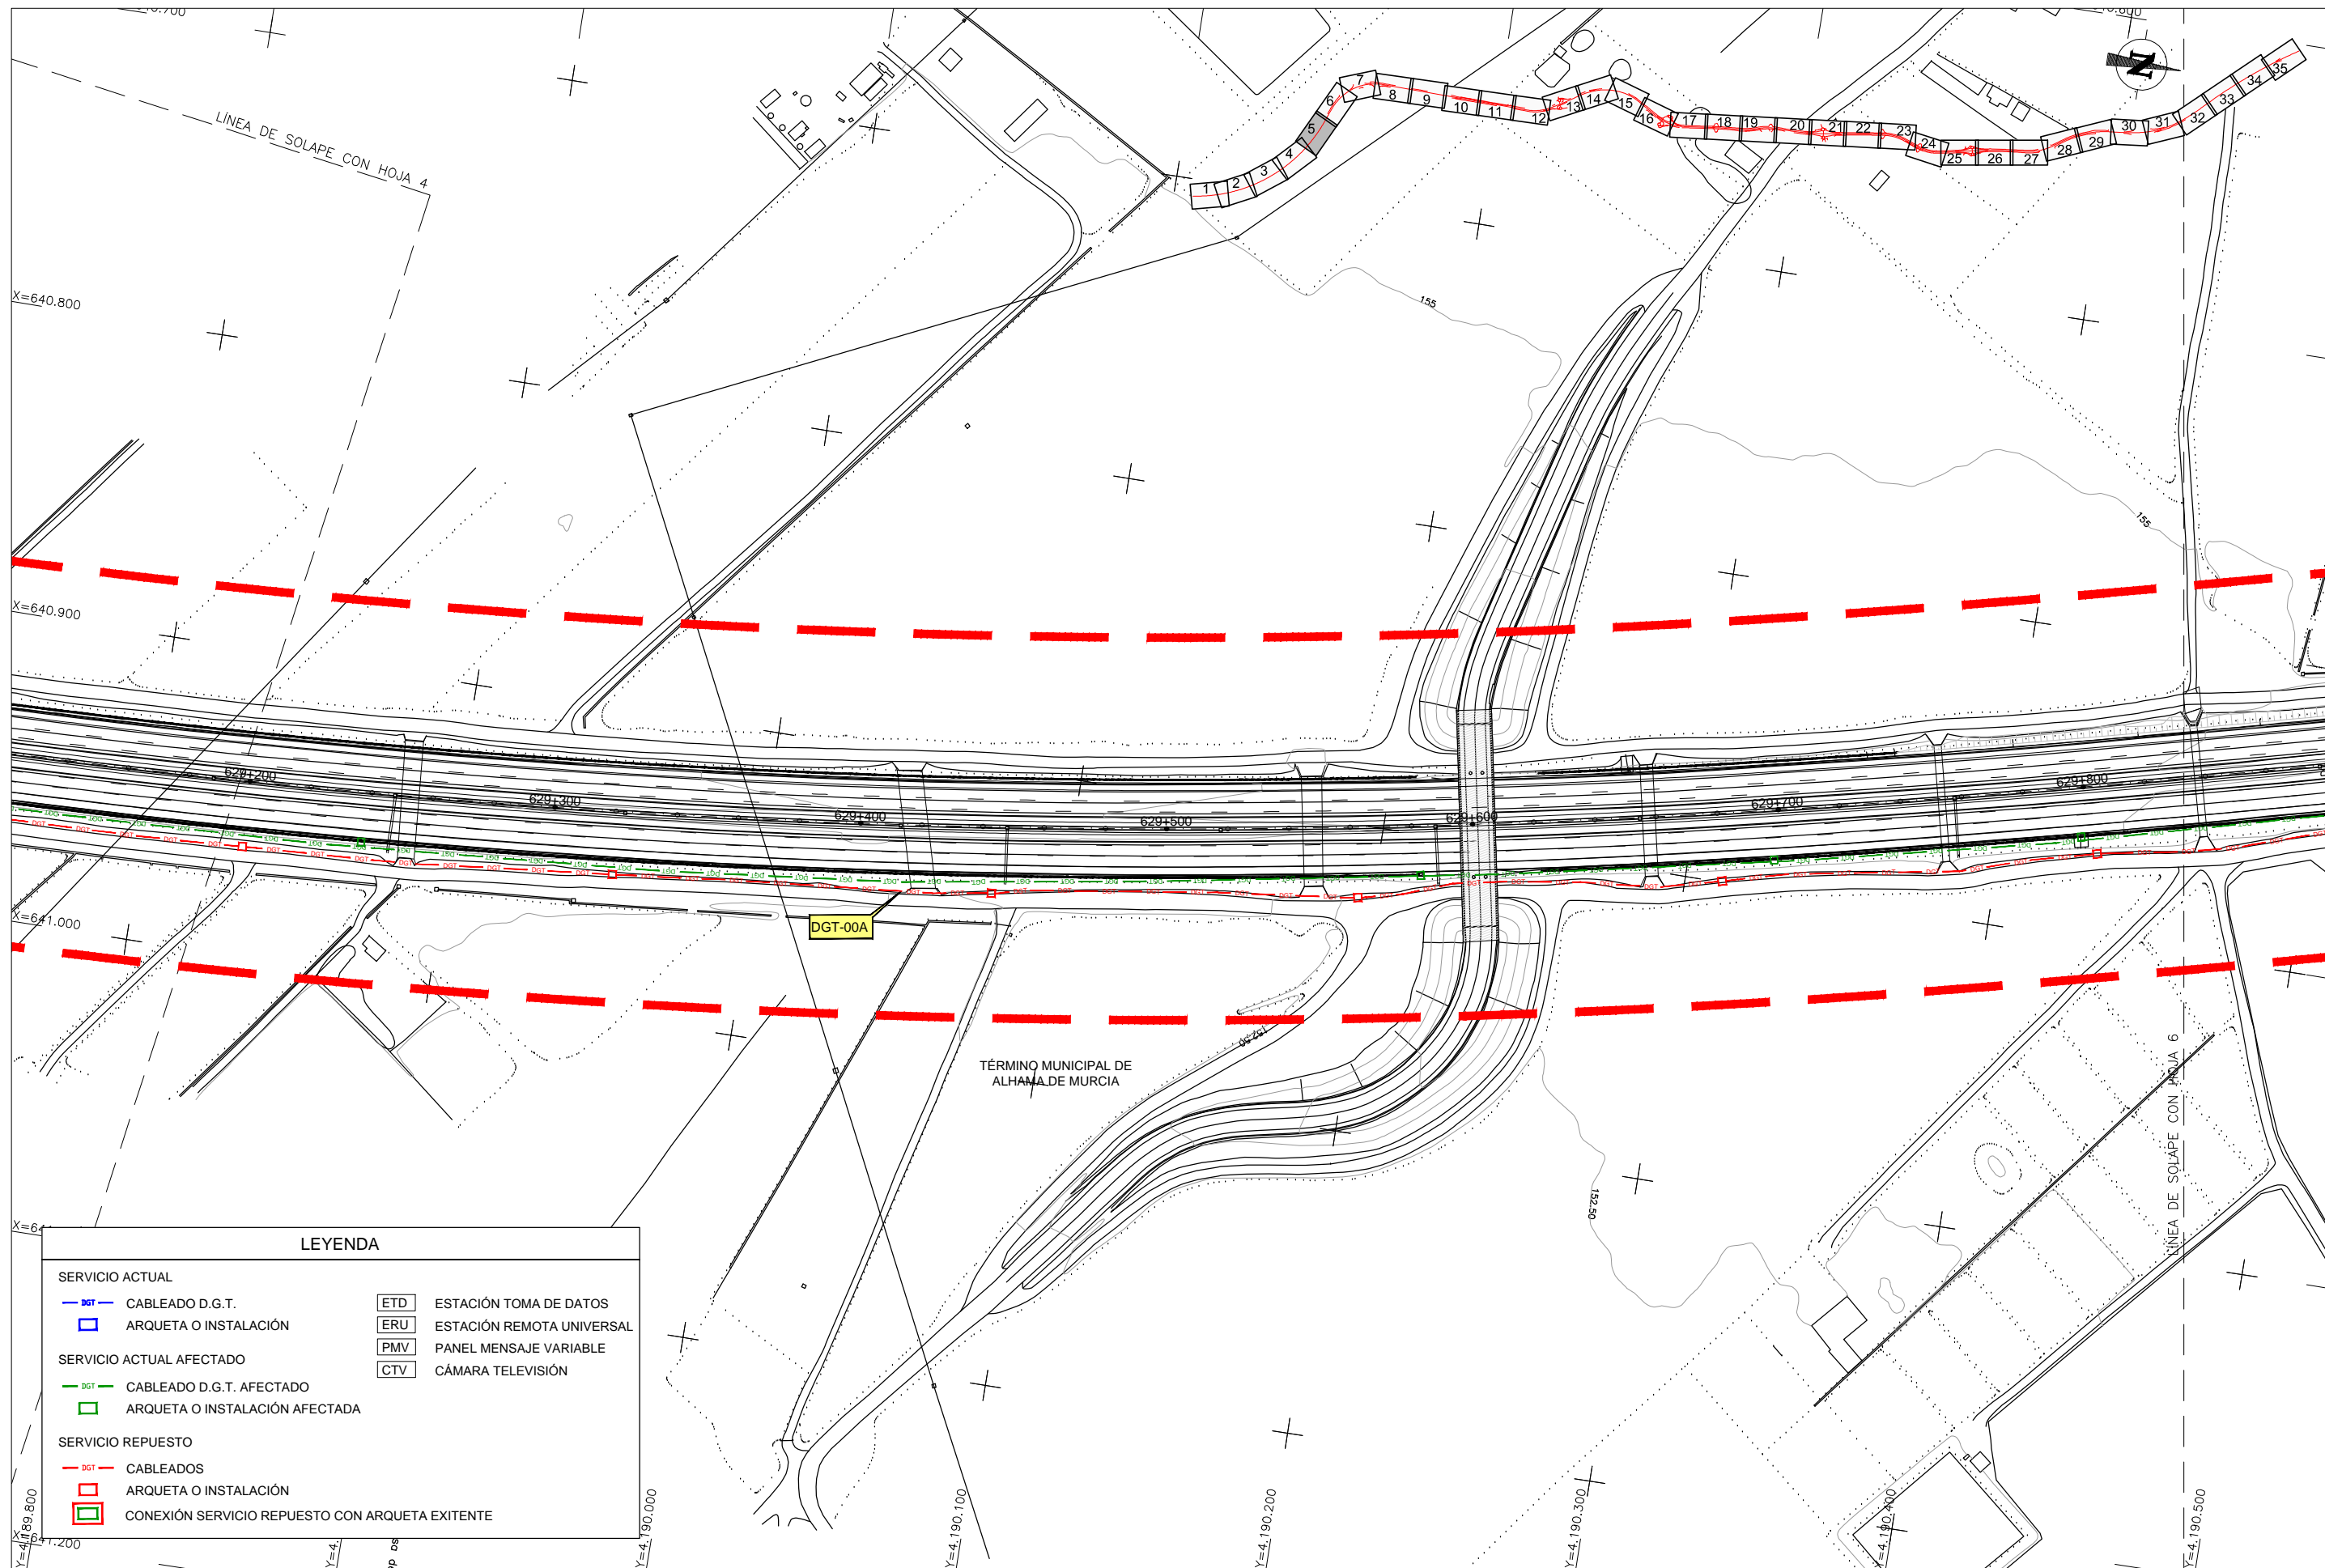 LÍNEA DE SOLAPE CON HOJA 4
1
2
3
4
5
6
7
8
9
10
11
12
13
14
15
16
17
18
19
20
21
22
23
24
25
26
27
28
29
30
31
32
33
34
35
N
X=640.800
155
155
X=640.900
629+200
629+300
629+400
629+500
629+600
629+700
629+800
DGT
DGT-00A
X=641.000
152.50
TÉRMINO MUNICIPAL DE
ALHAMA DE MURCIA
152.50
LÍNEA DE SOLAPE CON HOJA 6
LEYENDA
SERVICIO ACTUAL
DGT CABLEADO D.G.T.
ARQUETA O INSTALACIÓN
SERVICIO ACTUAL AFECTADO
DGT CABLEADO D.G.T. AFECTADO
ARQUETA O INSTALACIÓN AFECTADA
SERVICIO REPUESTO
DGT CABLEADOS
ARQUETA O INSTALACIÓN
CONEXIÓN SERVICIO REPUESTO CON ARQUETA EXITENTE
ETD ESTACIÓN TOMA DE DATOS
ERU ESTACIÓN REMOTA UNIVERSAL
PMV PANEL MENSAJE VARIABLE
CTV CÁMARA TELEVISIÓN
Y=4.190.000
Y=4.190.100
Y=4.190.200
Y=4.190.300
Y=4.190.400
Y=4.190.500